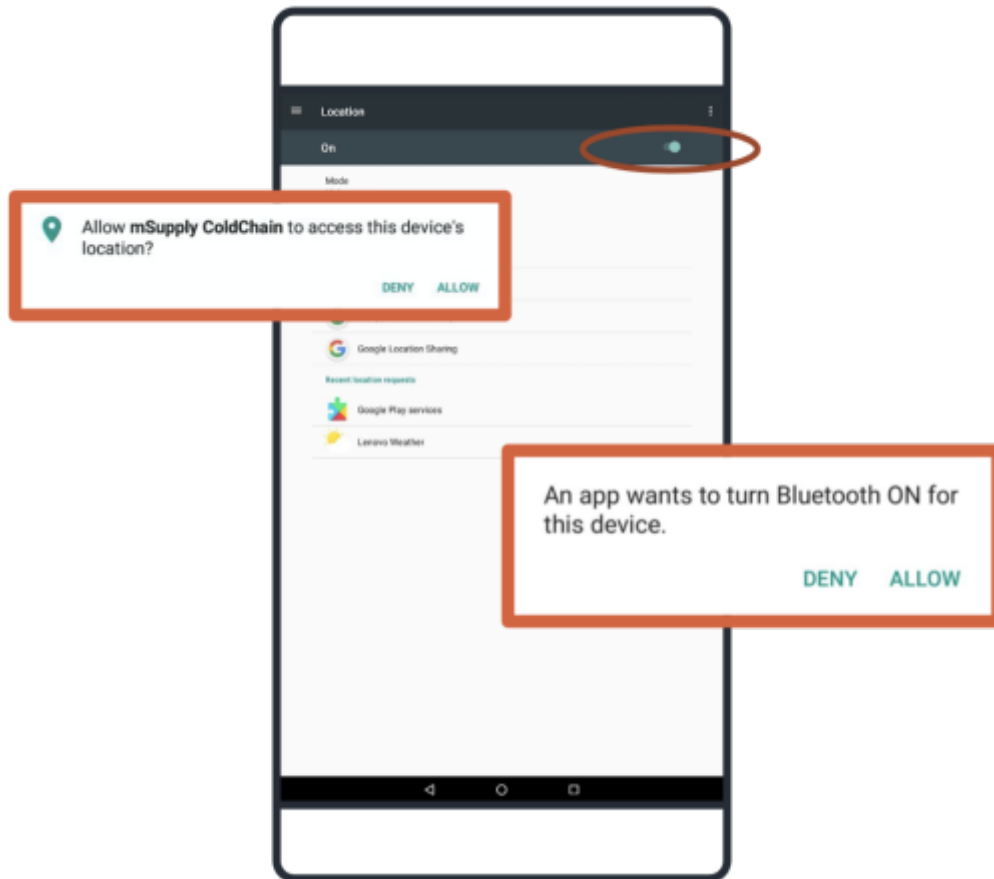 Location
On
Mode
Allow mSupply ColdChain to access this device's
location?
DENY ALLOW
Google Location Sharing
Recent location requests
Google Play services
Lenovo Weather
An app wants to turn Bluetooth ON for
this device.
DENY ALLOW